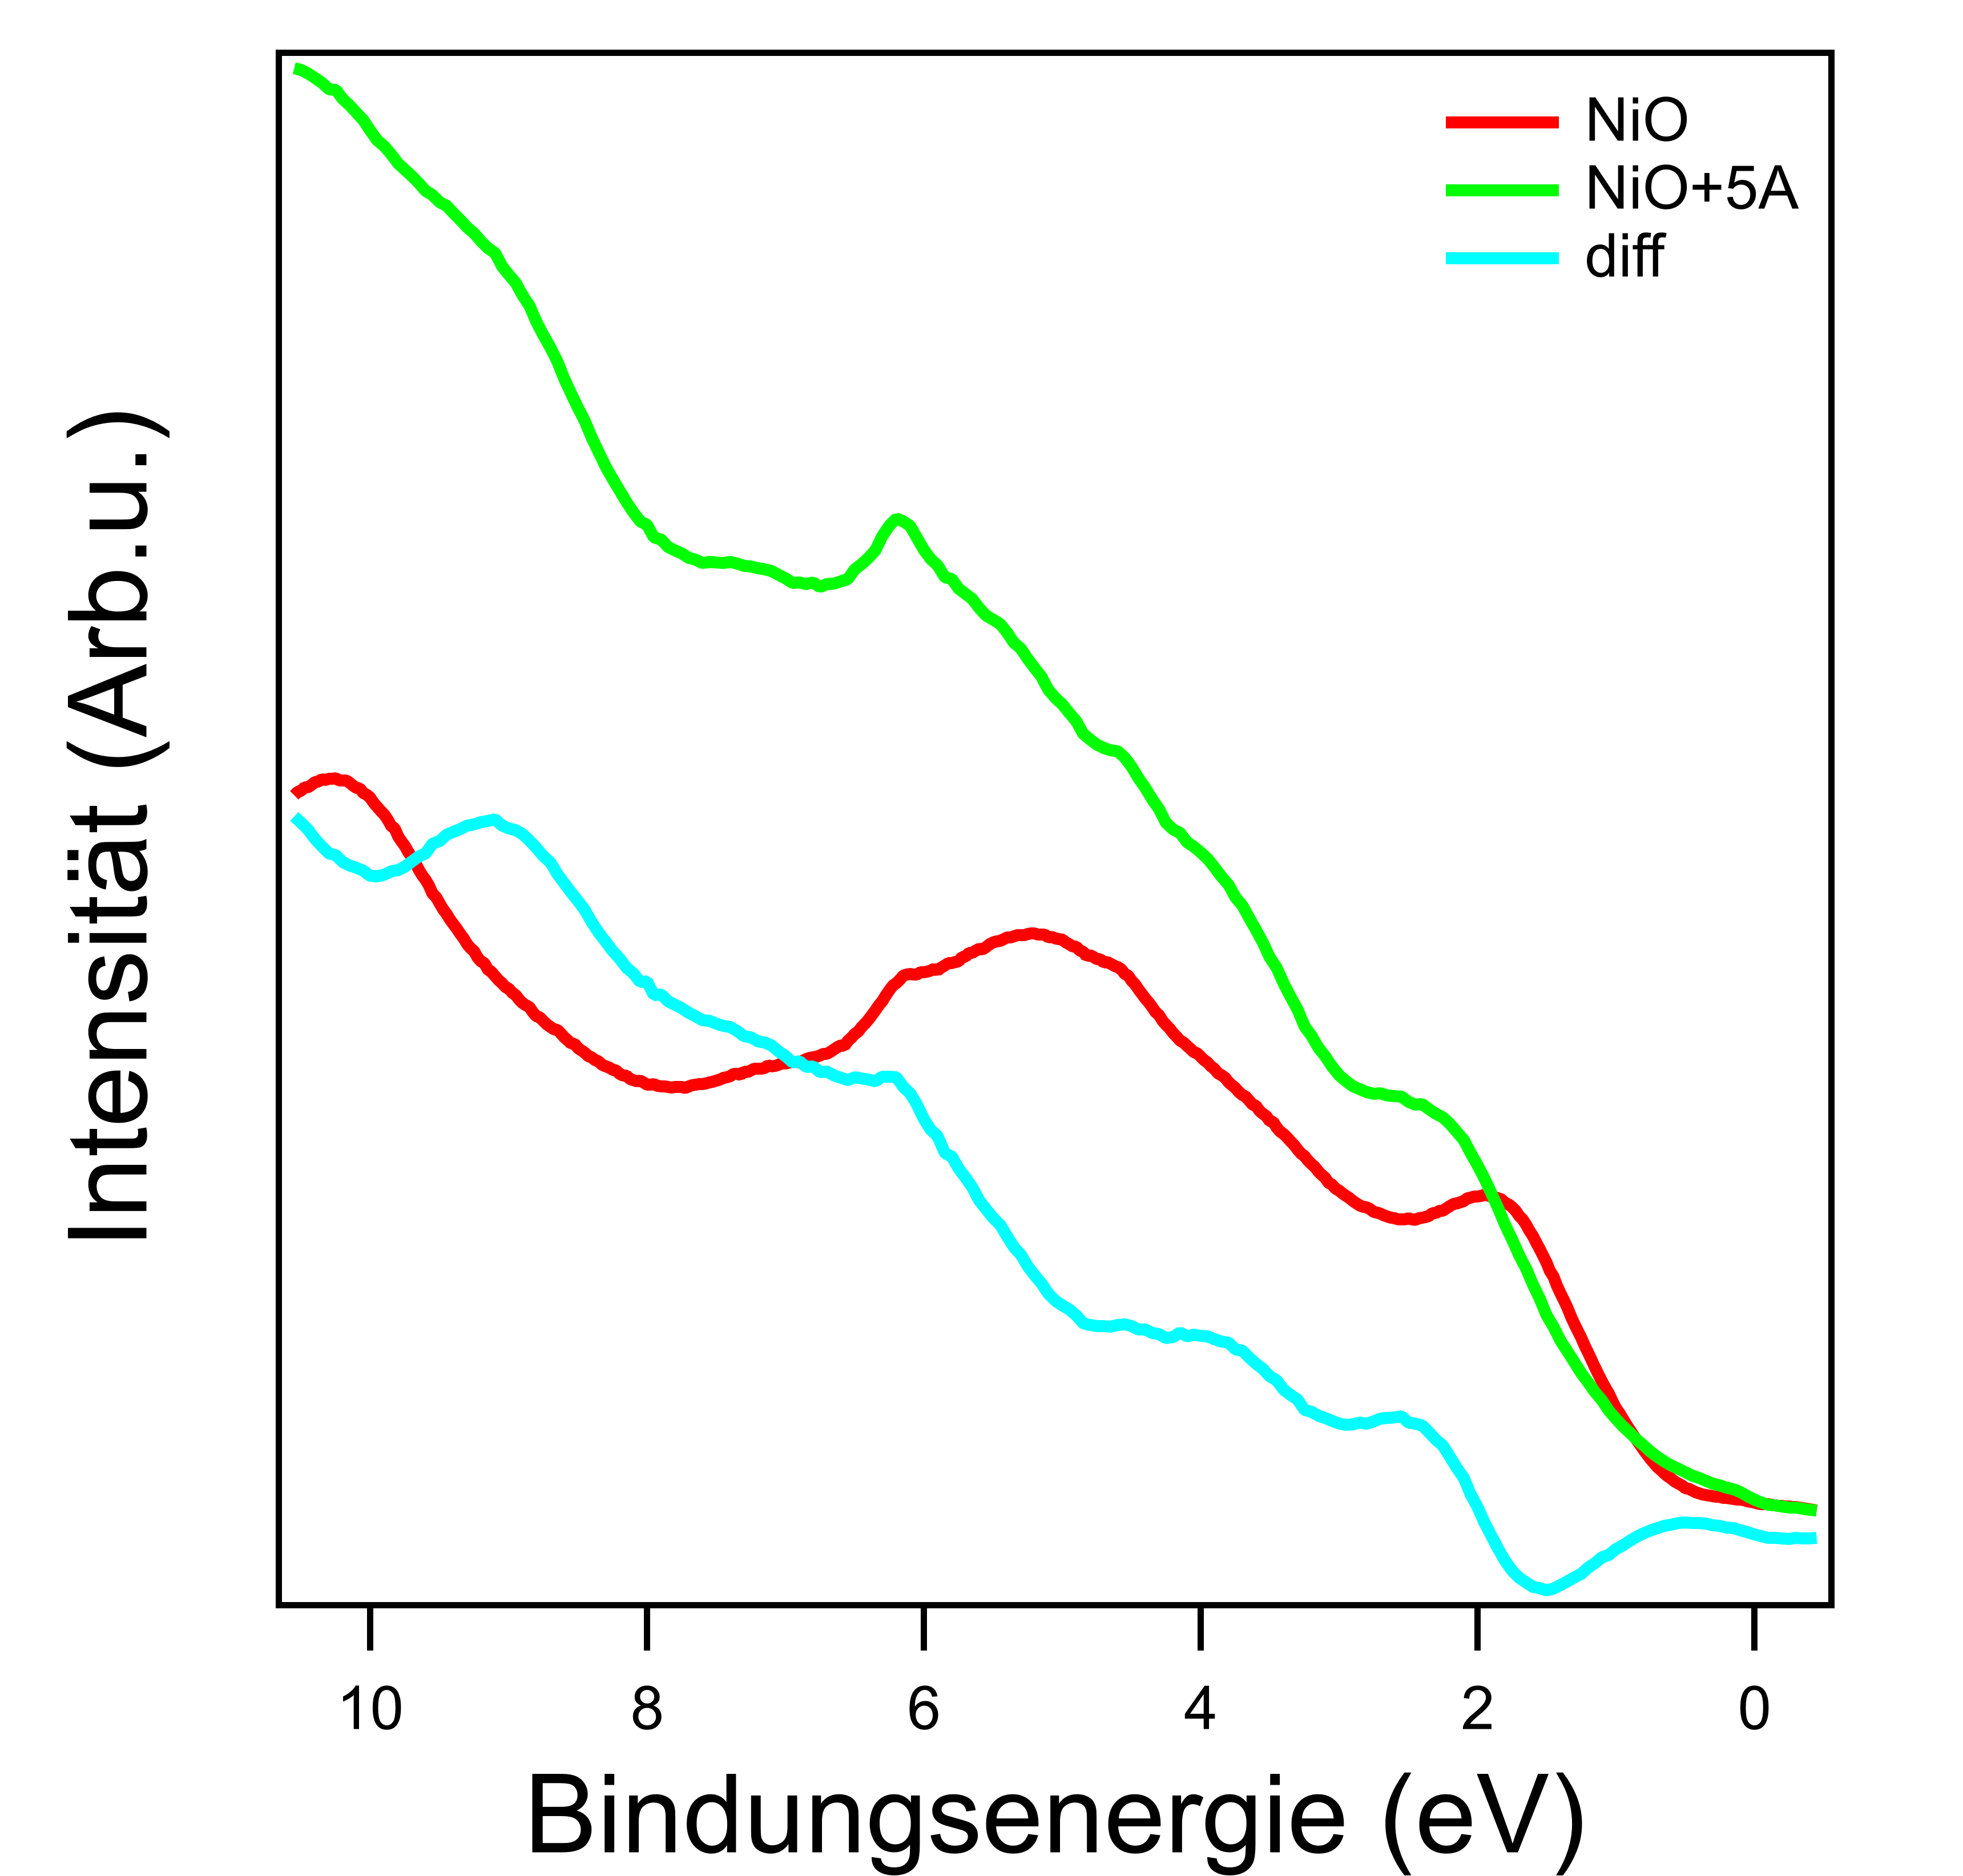 NiO
NiO+5A
diff
Intensität (Arb.u.)
10 8 6 4 2 0
Bindungsenergie (eV)